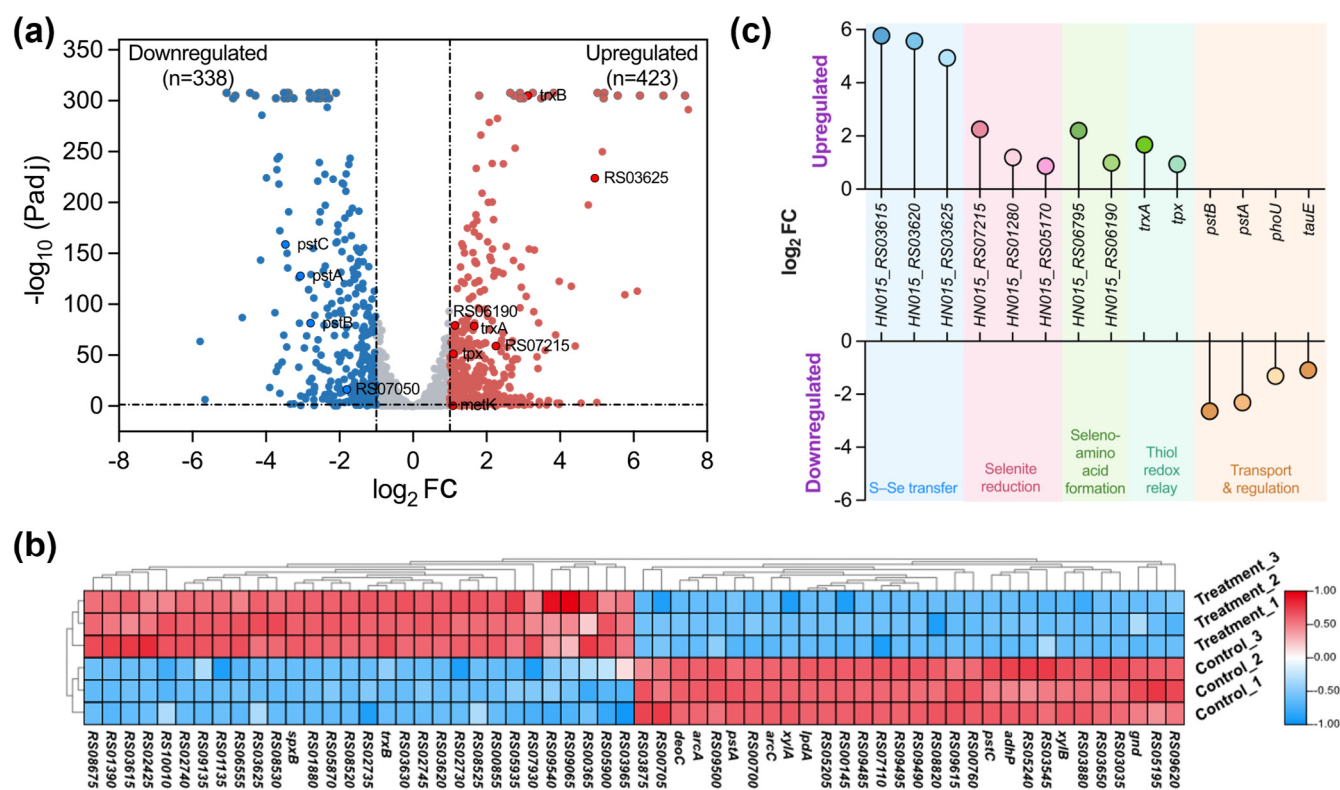 (a)
Downregulated
(n=338)
Upregulated
(n=423)
350
300
250
200
150
100
50
0
-log10 (Padj)
trxB
RS03625
pstC
pstA
pstB
RS06190
trxA
RS07215
tpx
RS07050
metK
-8
-6
-4
-2
0
2
4
6
8
log2 FC
(c)
6
4
2
0
Upregulated
log2 FC
HN015_RS03615
HN015_RS03620
HN015_RS03625
HN015_RS07215
HN015_RS01280
HN015_RS05170
HN015_RS06795
HN015_RS06190
trxA
tpx
pstB
pstA
phoU
tauE
0
-2
-4
-6
Downregulated
S–Se transfer
Selenite
reduction
Seleno-
amino
acid
formation
Thiol
redox
relay
Transport
& regulation
(b)
Treatment_3
Treatment_2
Treatment_1
Control_3
Control_2
Control_1
1.00
0.50
0.00
-0.50
-1.00
RS08675
RS01390
RS03615
RS02425
RS10010
RS02740
RS09135
RS01135
RS06555
RS03625
RS08530
spxB
RS01880
RS05870
RS08520
RS02735
trxB
RS03630
RS02745
RS03620
RS02730
RS08525
RS00855
RS05935
RS07930
RS09540
RS09065
RS03655
RS05900
RS03965
RS03875
RS00705
deoC
arcA
RS09500
pstA
RS00700
arcC
xylA
lpdA
RS05205
RS01445
RS09485
RS07110
RS09495
RS09490
RS08820
RS09615
RS07600
pstC
adhP
RS05240
RS03545
xylB
RS03880
RS03650
RS03035
gnd
RS05195
RS09620